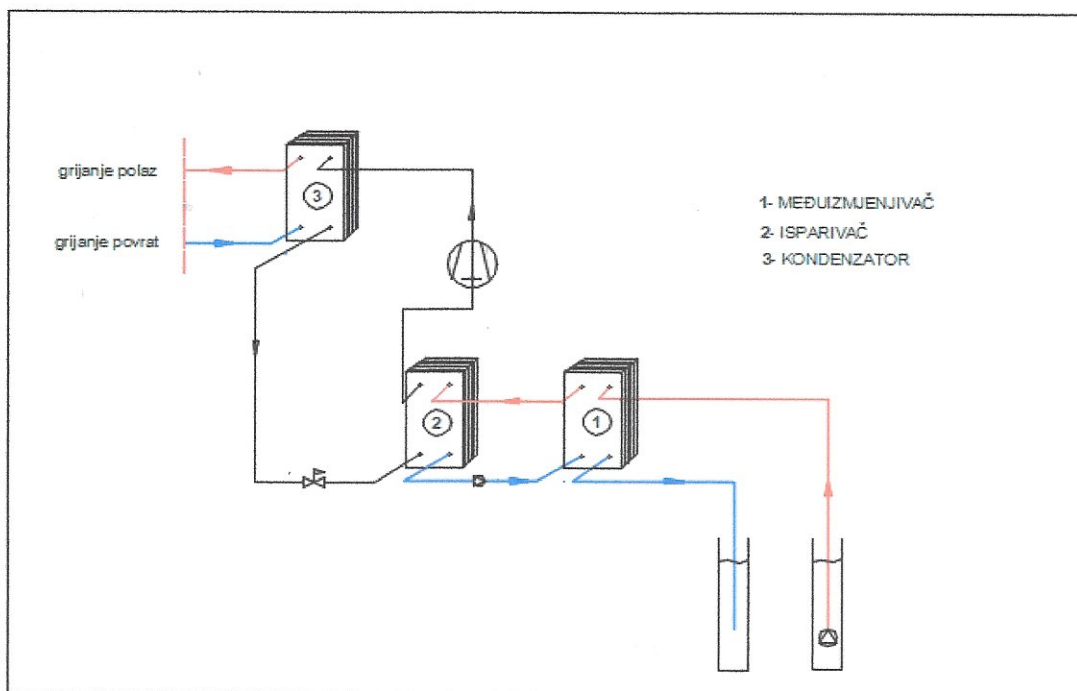 grijanje polaz
grijanje povrat
3
2
1
1- MEĐUIZMJENJIVAČ
2- ISPARIVAČ
3- KONDENZATOR